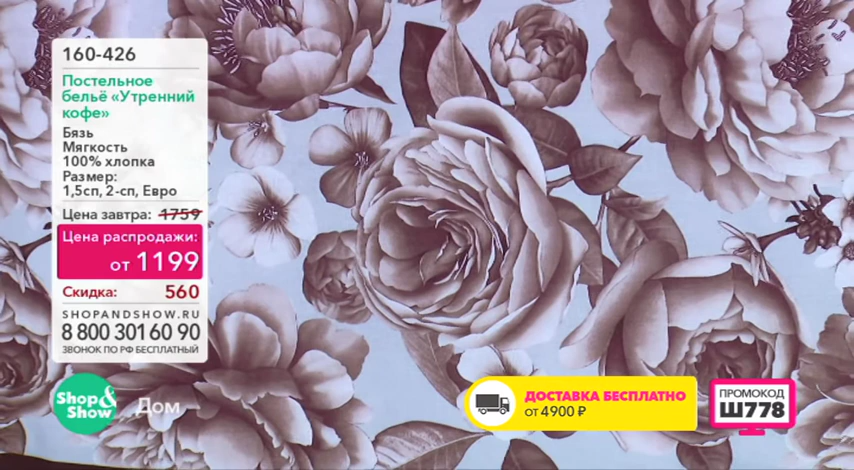 160-426
Постельное
бельё «Утренний
кофе»
Бязь
Мягкость
100% хлопка
Размер:
1,5сп, 2-сп, Евро
Цена завтра: 1759
Цена распродажи:
от 1199
Скидка: 560
SHOPANDSHOW.RU
8 800 301 60 90
ЗВОНОК ПО РФ БЕСПЛАТНЫЙ
Shop&
Show
Дом
ДОСТАВКА БЕСПЛАТНО
от 4900 ₽
ПРОМОКОД
Ш778